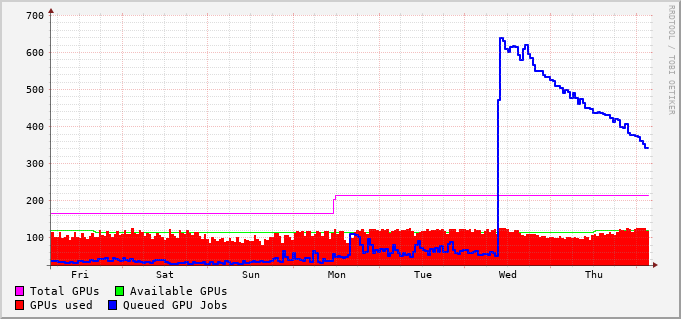 700
600
500
400
300
200
100
Fri Sat Sun Mon Tue Wed Thu
Total GPUs Available GPUs
GPUs used Queued GPU Jobs
RRDTOOL / TOBI OETIKER